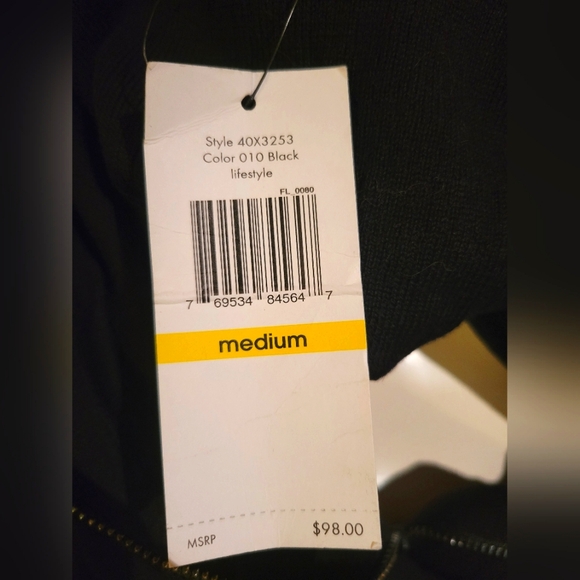 Style 40X3253
Color 010 Black
lifestyle
FL 0080
7 69534 84564 7
medium
MSRP $98.00